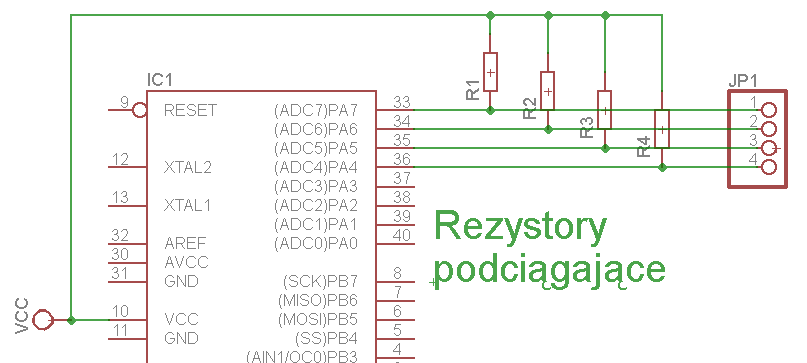 IC1
JP1
R1
R2
R3
R4
9 RESET (ADC7)PA7 33 1
(ADC6)PA6 34 2
(ADC5)PA5 35 3
12 XTAL2 (ADC4)PA4 36 4
(ADC3)PA3 37
13 XTAL1 (ADC2)PA2 38
(ADC1)PA1 39
32 AREF (ADC0)PA0 40
30 AVCC
31 GND (SCK)PB7 8
(MISO)PB6 7
10 VCC (MOSI)PB5 6
11 GND (SS)PB4 5
(AIN1/OC0)PB3 4
VCC
Rezystory
podciągające